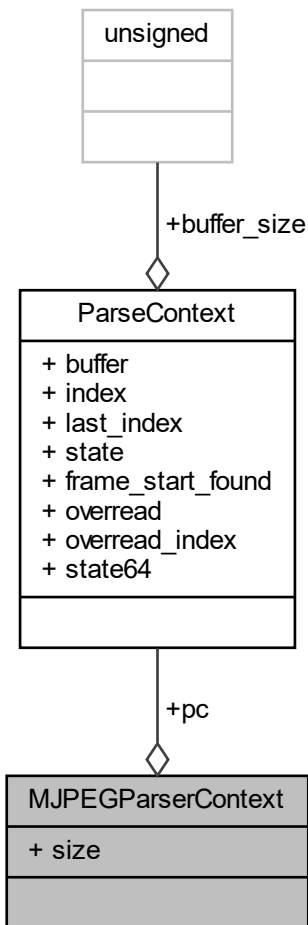 unsigned
+buffer_size
ParseContext
+ buffer
+ index
+ last_index
+ state
+ frame_start_found
+ overread
+ overread_index
+ state64
+pc
MJPEGParserContext
+ size